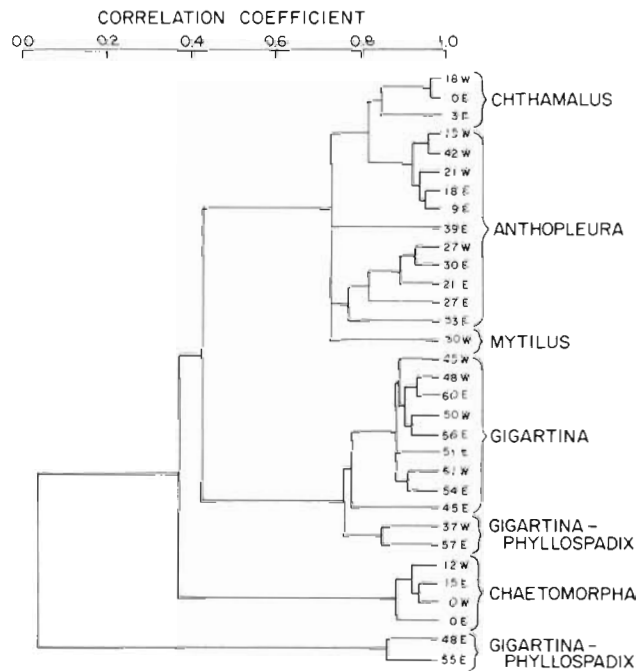 CORRELATION COEFFICIENT
0.0 0.2 0.4 0.6 0.8 1.0
18 W
0 E
3 E
CHTHAMALUS
15 W
42 W
21 W
18 E
9 E
39 E
27 W
30 E
21 E
27 E
33 E
ANTHOPLEURA
30 W
MYTILUS
45 W
48 W
60 E
50 W
56 E
51 E
61 W
54 E
45 E
GIGARTINA
37 W
57 E
GIGARTINA-
PHYLLOSPADIX
12 W
15 E
0 W
0 E
CHAETOMORPHA
48 E
55 E
GIGARTINA-
PHYLLOSPADIX